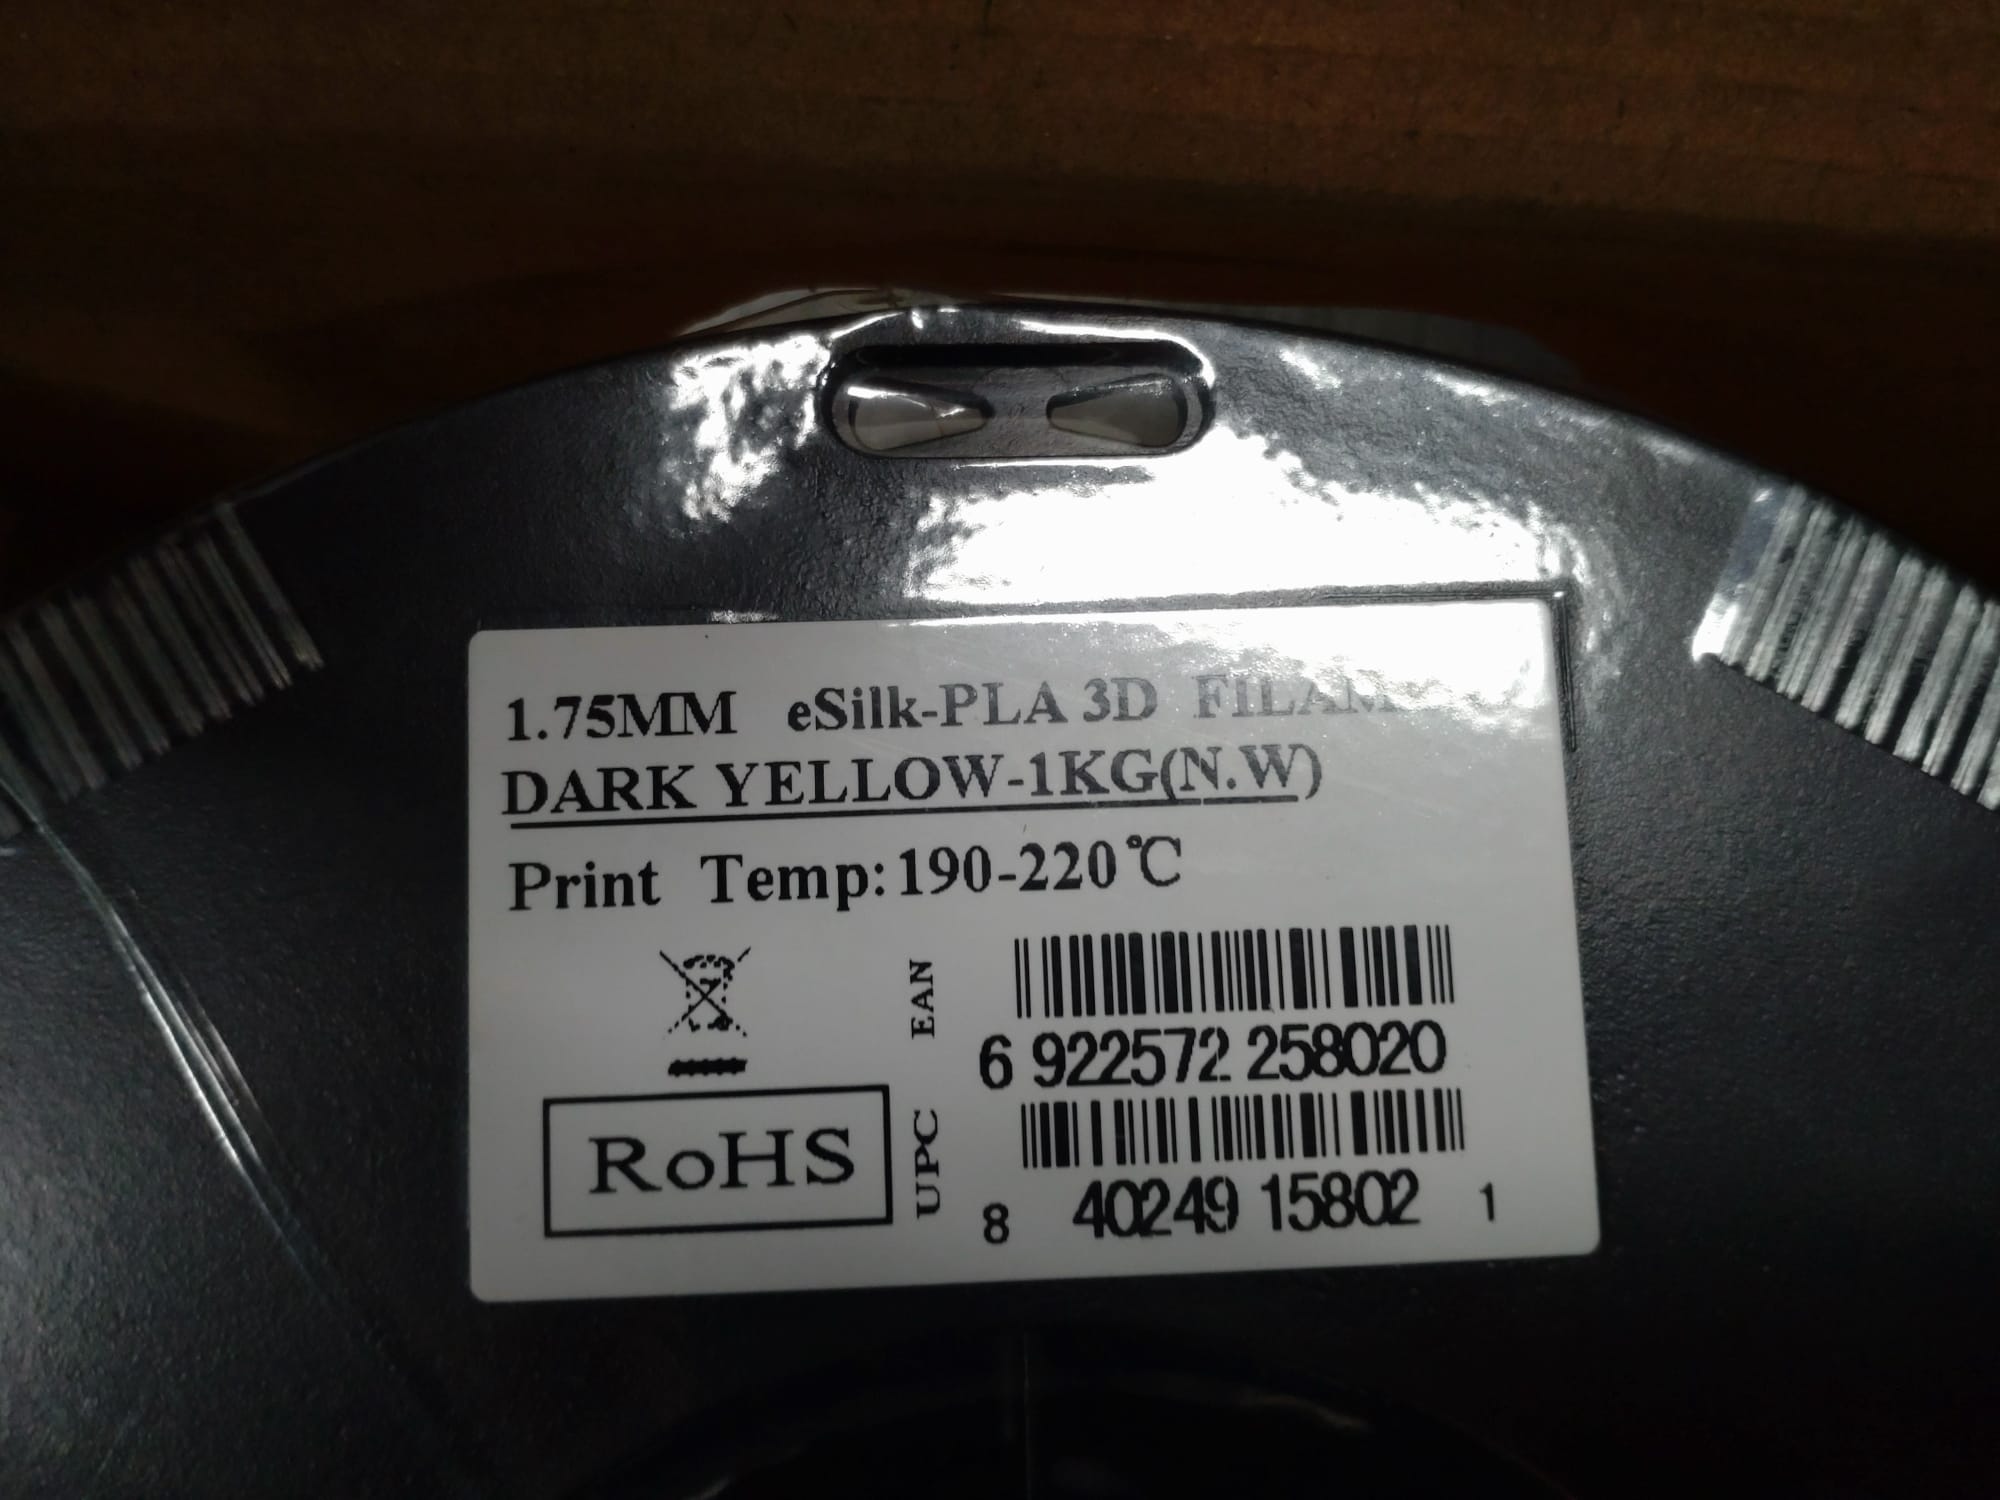 1.75MM eSilk-PLA 3D
DARK YELLOW-1KG(N.W)
Print Temp:190-220℃
EAN
6 922572 258020
RoHS
UPC
8 40249 15802 1